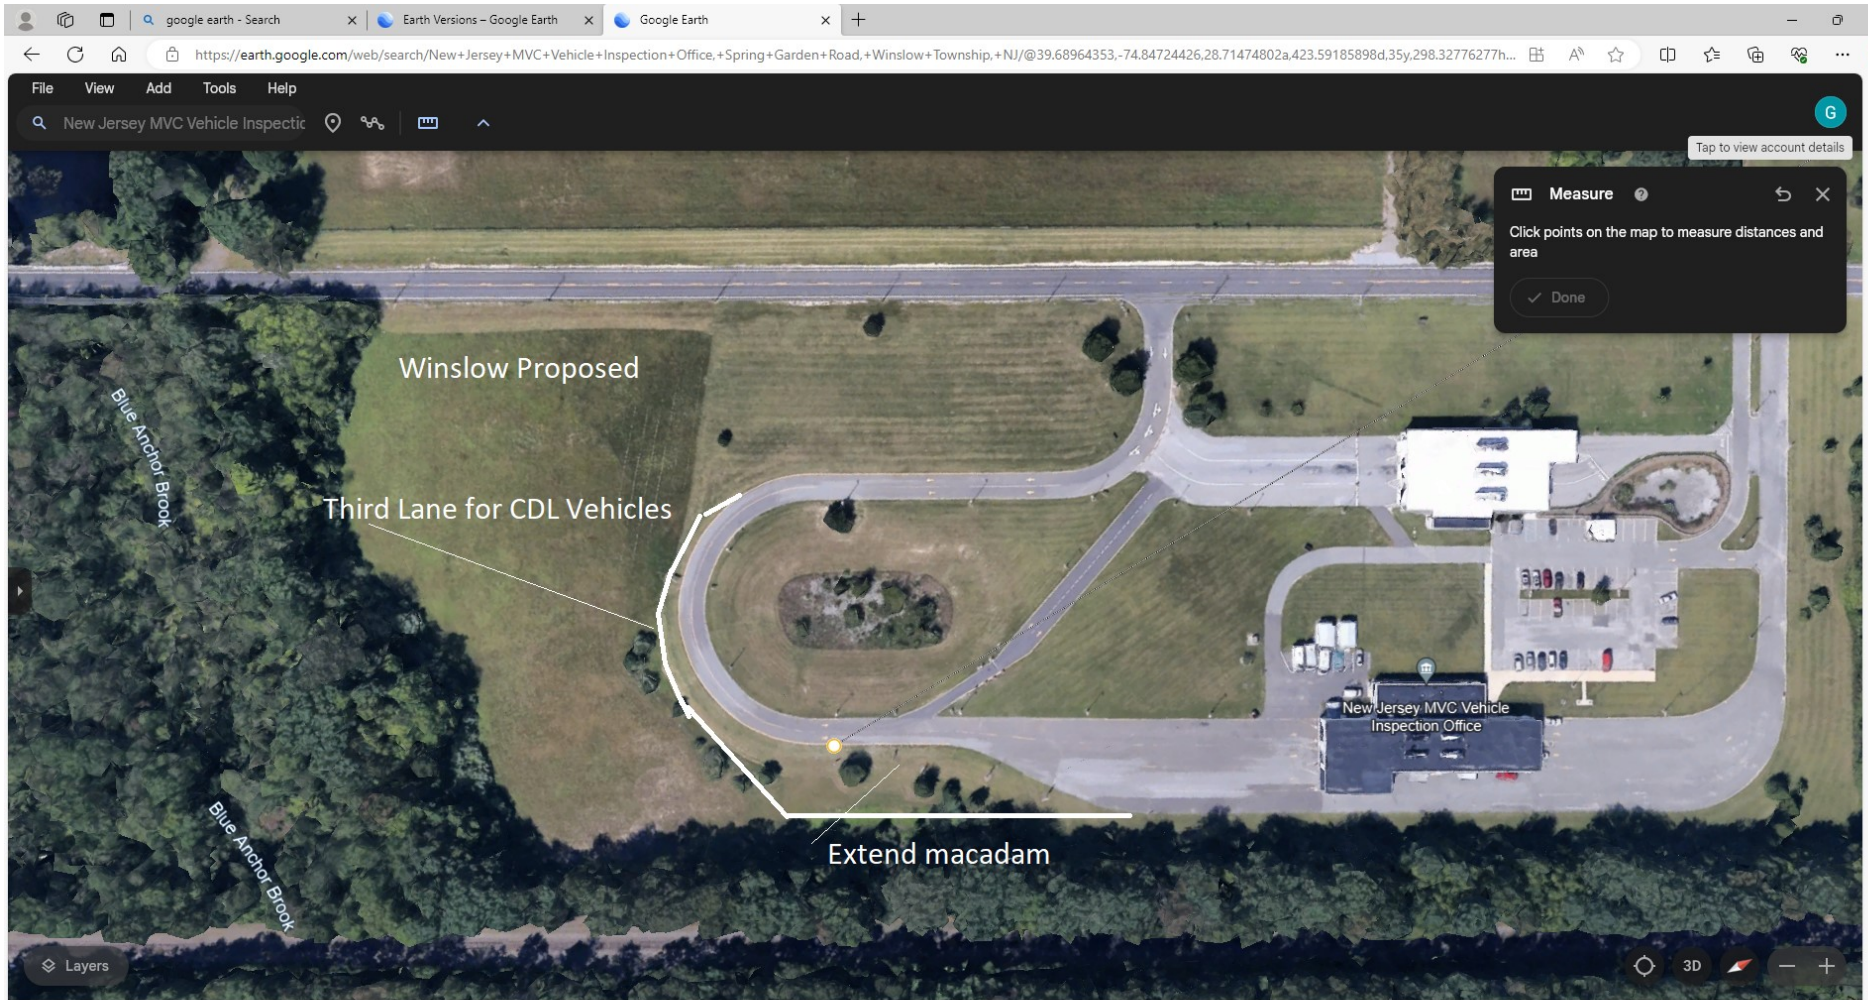 google earth - Search
Earth Versions – Google Earth
Google Earth
https://earth.google.com/web/search/New+Jersey+MVC+Vehicle+Inspection+Office,+Spring+Garden+Road,+Winslow+Township,+NJ/@39.68964353,-74.84724426,28.71474802a,423.59185898d,35y,298.32776277h...
File View Add Tools Help
New Jersey MVC Vehicle Inspectic
G
Tap to view account details
Measure
Click points on the map to measure distances and
area
Done
Winslow Proposed
Blue Anchor Brook
Third Lane for CDL Vehicles
New Jersey MVC Vehicle
Inspection Office
Blue Anchor Brook
Extend macadam
Layers
3D